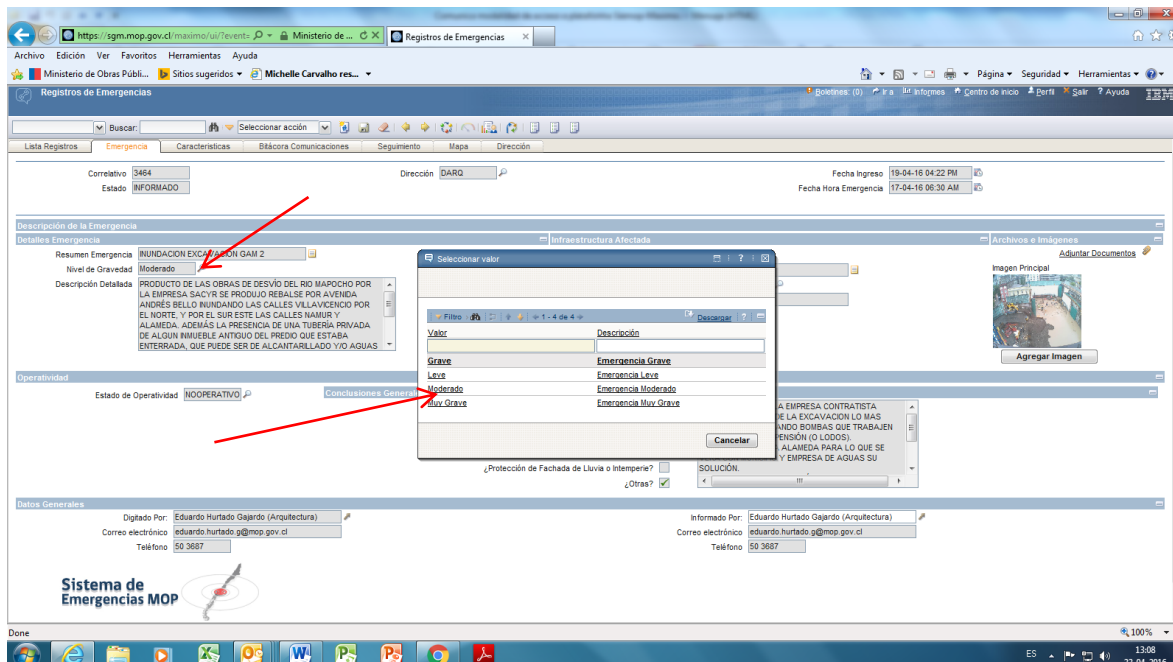 https://sgm.mop.gov.cl/maximo/ui/?event=
Ministerio de ...
Registros de Emergencias
Archivo Edición Ver Favoritos Herramientas Ayuda
Ministerio de Obras Públi... Sitios sugeridos Michelle Carvalho res...
Página Seguridad Herramientas
Registros de Emergencias
Boletines: (0) Ir a Informes Centro de inicio Perfil Salir ? Ayuda IBM
Buscar: Seleccionar acción
Lista Registros Emergencia Características Bitácora Comunicaciones Seguimiento Mapa Dirección
Correlativo 3464 Dirección DARQ Fecha Ingreso 19-04-16 04:22 PM
Estado INFORMADO Fecha Hora Emergencia 17-04-16 06:30 AM
Descripción de la Emergencia
Detalles Emergencia Infraestructura Afectada Archivos e Imágenes
Resumen Emergencia INUNDACION EXCAVACION GAM 2 Adjuntar Documentos
Nivel de Gravedad Moderado Imagen Principal
Descripción Detallada PRODUCTO DE LAS OBRAS DE DESVÍO DEL RIO MAPOCHO POR
LA EMPRESA SACYR SE PRODUJO REBALSE POR AVENIDA
ANDRÉS BELLO INUNDANDO LAS CALLES VILLAVICENCIO POR
EL NORTE, Y POR EL SUR ESTE LAS CALLES NAMUR Y
ALAMEDA. ADEMÁS LA PRESENCIA DE UNA TUBERÍA PRIVADA
DE ALGUN INMUEBLE ANTIGUO DEL PREDIO QUE ESTABA
ENTERRADA, QUE PUEDE SER DE ALCANTARILLADO Y/O AGUAS
Agregar Imagen
Seleccionar valor
Filtro 1 - 4 de 4 Descargar ?
Valor Descripción
Grave Emergencia Grave
Leve Emergencia Leve
Moderado Emergencia Moderado
Muy Grave Emergencia Muy Grave
Cancelar
Operatividad
Estado de Operatividad NOOPERATIVO Conclusiones General
A EMPRESA CONTRATISTA
DE LA EXCAVACION LO MAS
ANDO BOMBAS QUE TRABAJEN
PENSIÓN (O LODOS).
ALAMEDA PARA LO QUE SE
Y EMPRESA DE AGUAS SU
SOLUCIÓN.
¿Protección de Fachada de Lluvia o Intemperie?
¿Otras?
Datos Generales
Digitado Por: Eduardo Hurtado Gajardo (Arquitectura) Informado Por: Eduardo Hurtado Gajardo (Arquitectura)
Correo electrónico eduardo.hurtado.g@mop.gov.cl Correo electrónico eduardo.hurtado.g@mop.gov.cl
Teléfono 50 3687 Teléfono 50 3687
Sistema de
Emergencias MOP
Done 100%
ES 13:08
22-04-2016